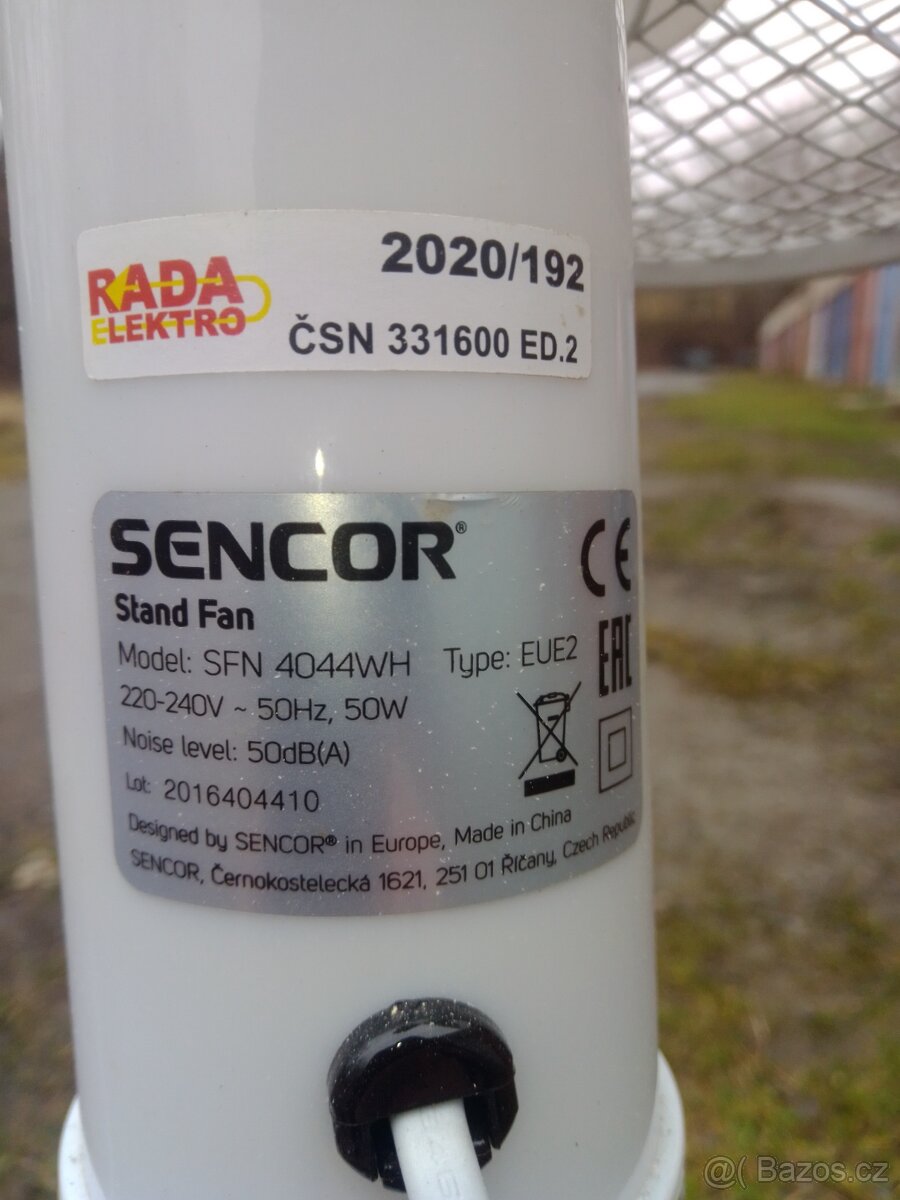 RADA
ELEKTRO
2020/192
ČSN 331600 ED.2
SENCOR®
CE
Stand Fan
Model: SFN 4044WH Type: EUE2
EAC
220-240V ~ 50Hz, 50W
Noise level: 50dB(A)
Lot: 2016404410
Designed by SENCOR® in Europe, Made in China
SENCOR, Černokostelecká 1621, 251 01 Říčany, Czech Republic
@( Bazos.cz